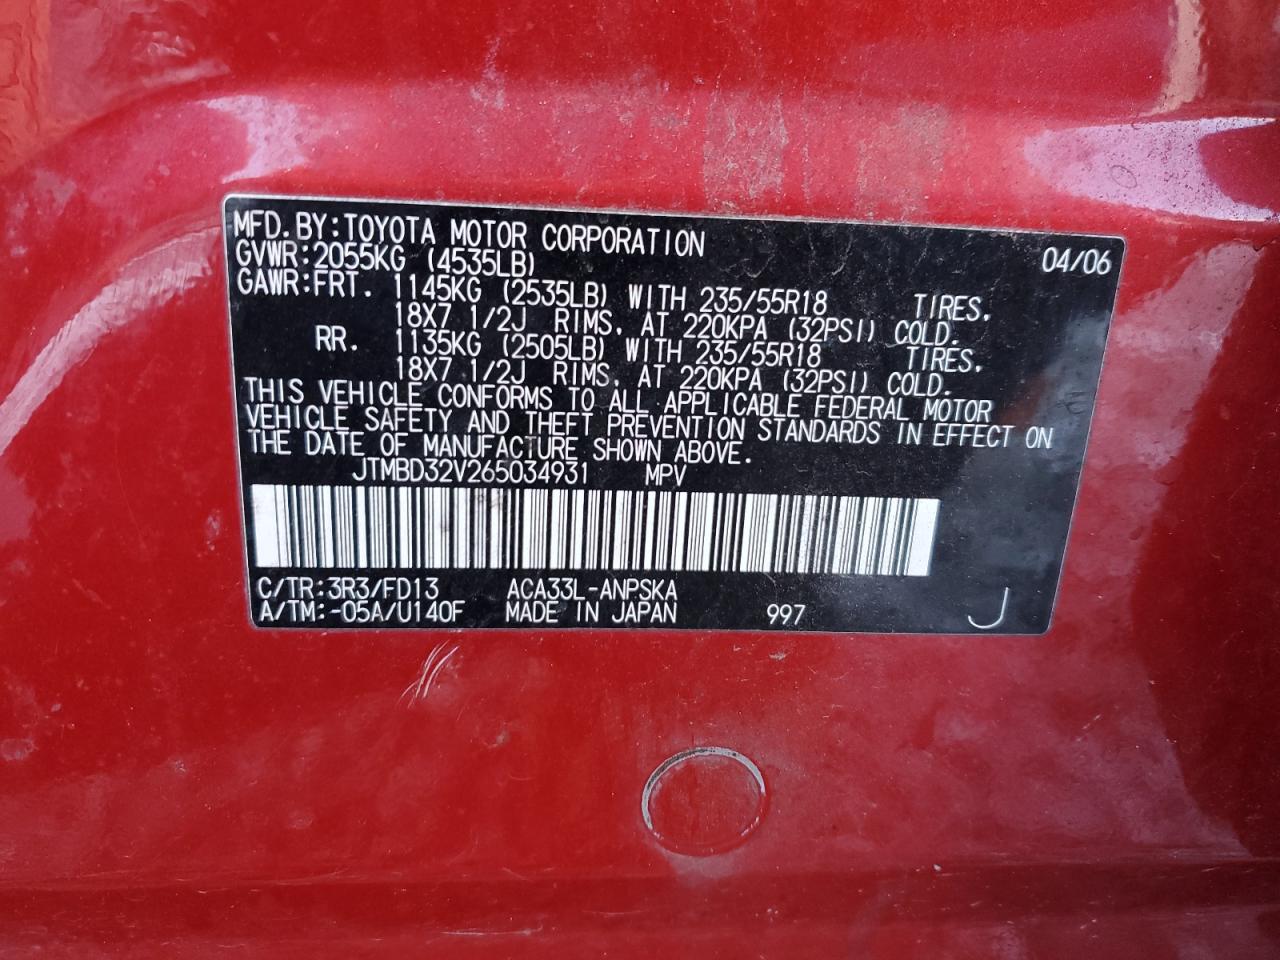 MFD. BY: TOYOTA MOTOR CORPORATION 04/06
GVWR: 2055KG (4535LB)
GAWR: FRT. 1145KG (2535LB) WITH 235/55R18 TIRES,
18X7 1/2J RIMS, AT 220KPA (32PSI) COLD.
RR. 1135KG (2505LB) WITH 235/55R18 TIRES,
18X7 1/2J RIMS, AT 220KPA (32PSI) COLD.
THIS VEHICLE CONFORMS TO ALL APPLICABLE FEDERAL MOTOR
VEHICLE SAFETY AND THEFT PREVENTION STANDARDS IN EFFECT ON
THE DATE OF MANUFACTURE SHOWN ABOVE.
JTMBD32V265034931 MPV
C/TR: 3R3/FD13 ACA33L-ANPSKA
A/TM: -05A/U140F MADE IN JAPAN 997 J